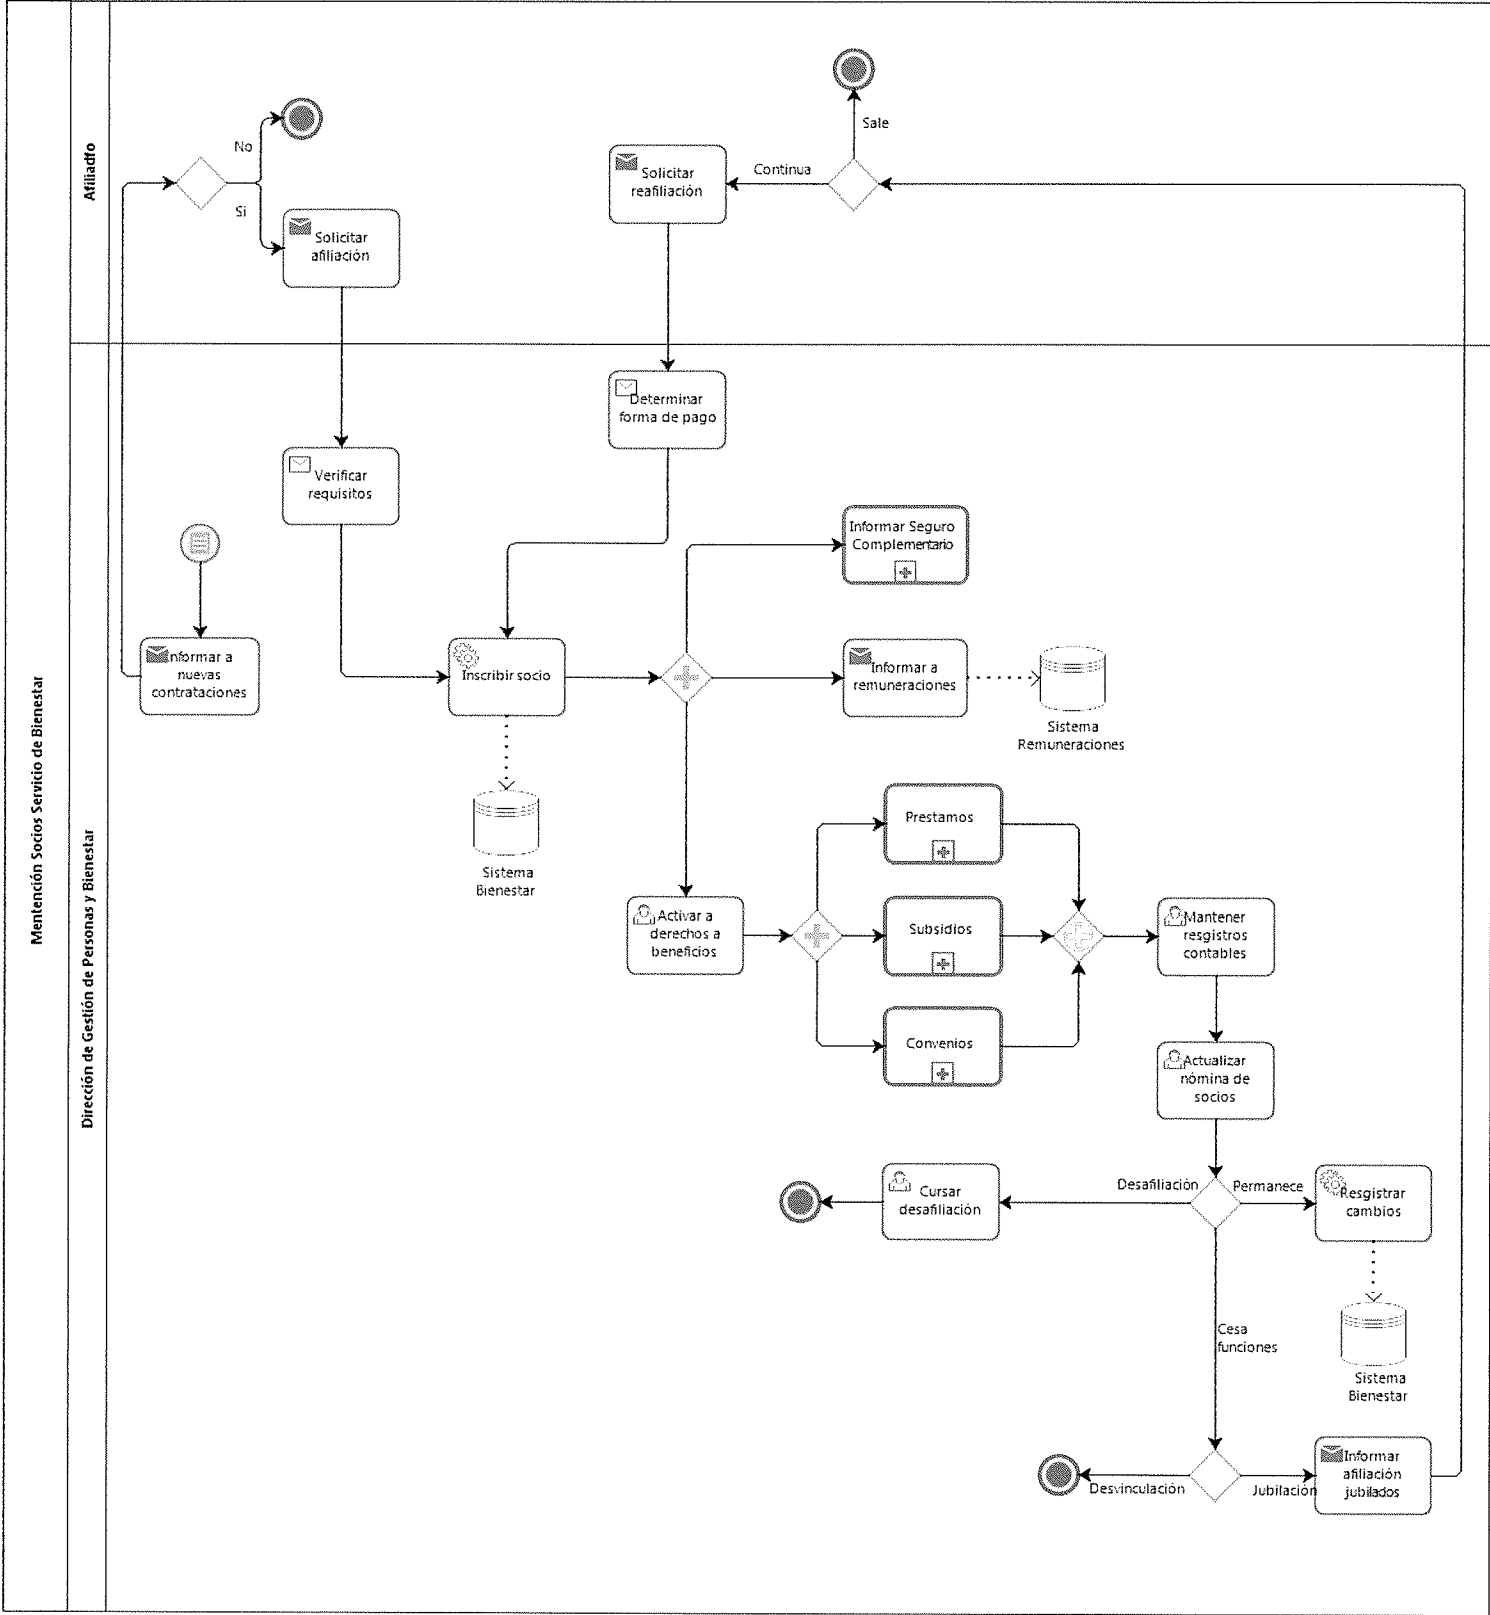 Mentención Socios Servicio de Bienestar
Afiliadfo
Dirección de Gestión de Personas y Bienestar
No
Si
Solicitar
afiliación
Sale
Continua
Solicitar
reafiliación
Determinar
forma de pago
Verificar
requisitos
nformar a
nuevas
contrataciones
Inscribir socio
Sistema
Bienestar
Informar Seguro
Complementario
Informar a
remuneraciones
Sistema
Remuneraciones
Activar a
derechos a
beneficios
Prestamos
Subsidios
Convenios
Mantener
resgistros
contables
Actualizar
nómina de
socios
Desafiliación
Permanece
Cursar
desafiliación
Resgistrar
cambios
Sistema
Bienestar
Cesa
funciones
Desvinculación
Jubilación
Informar
afiliación
jubilados